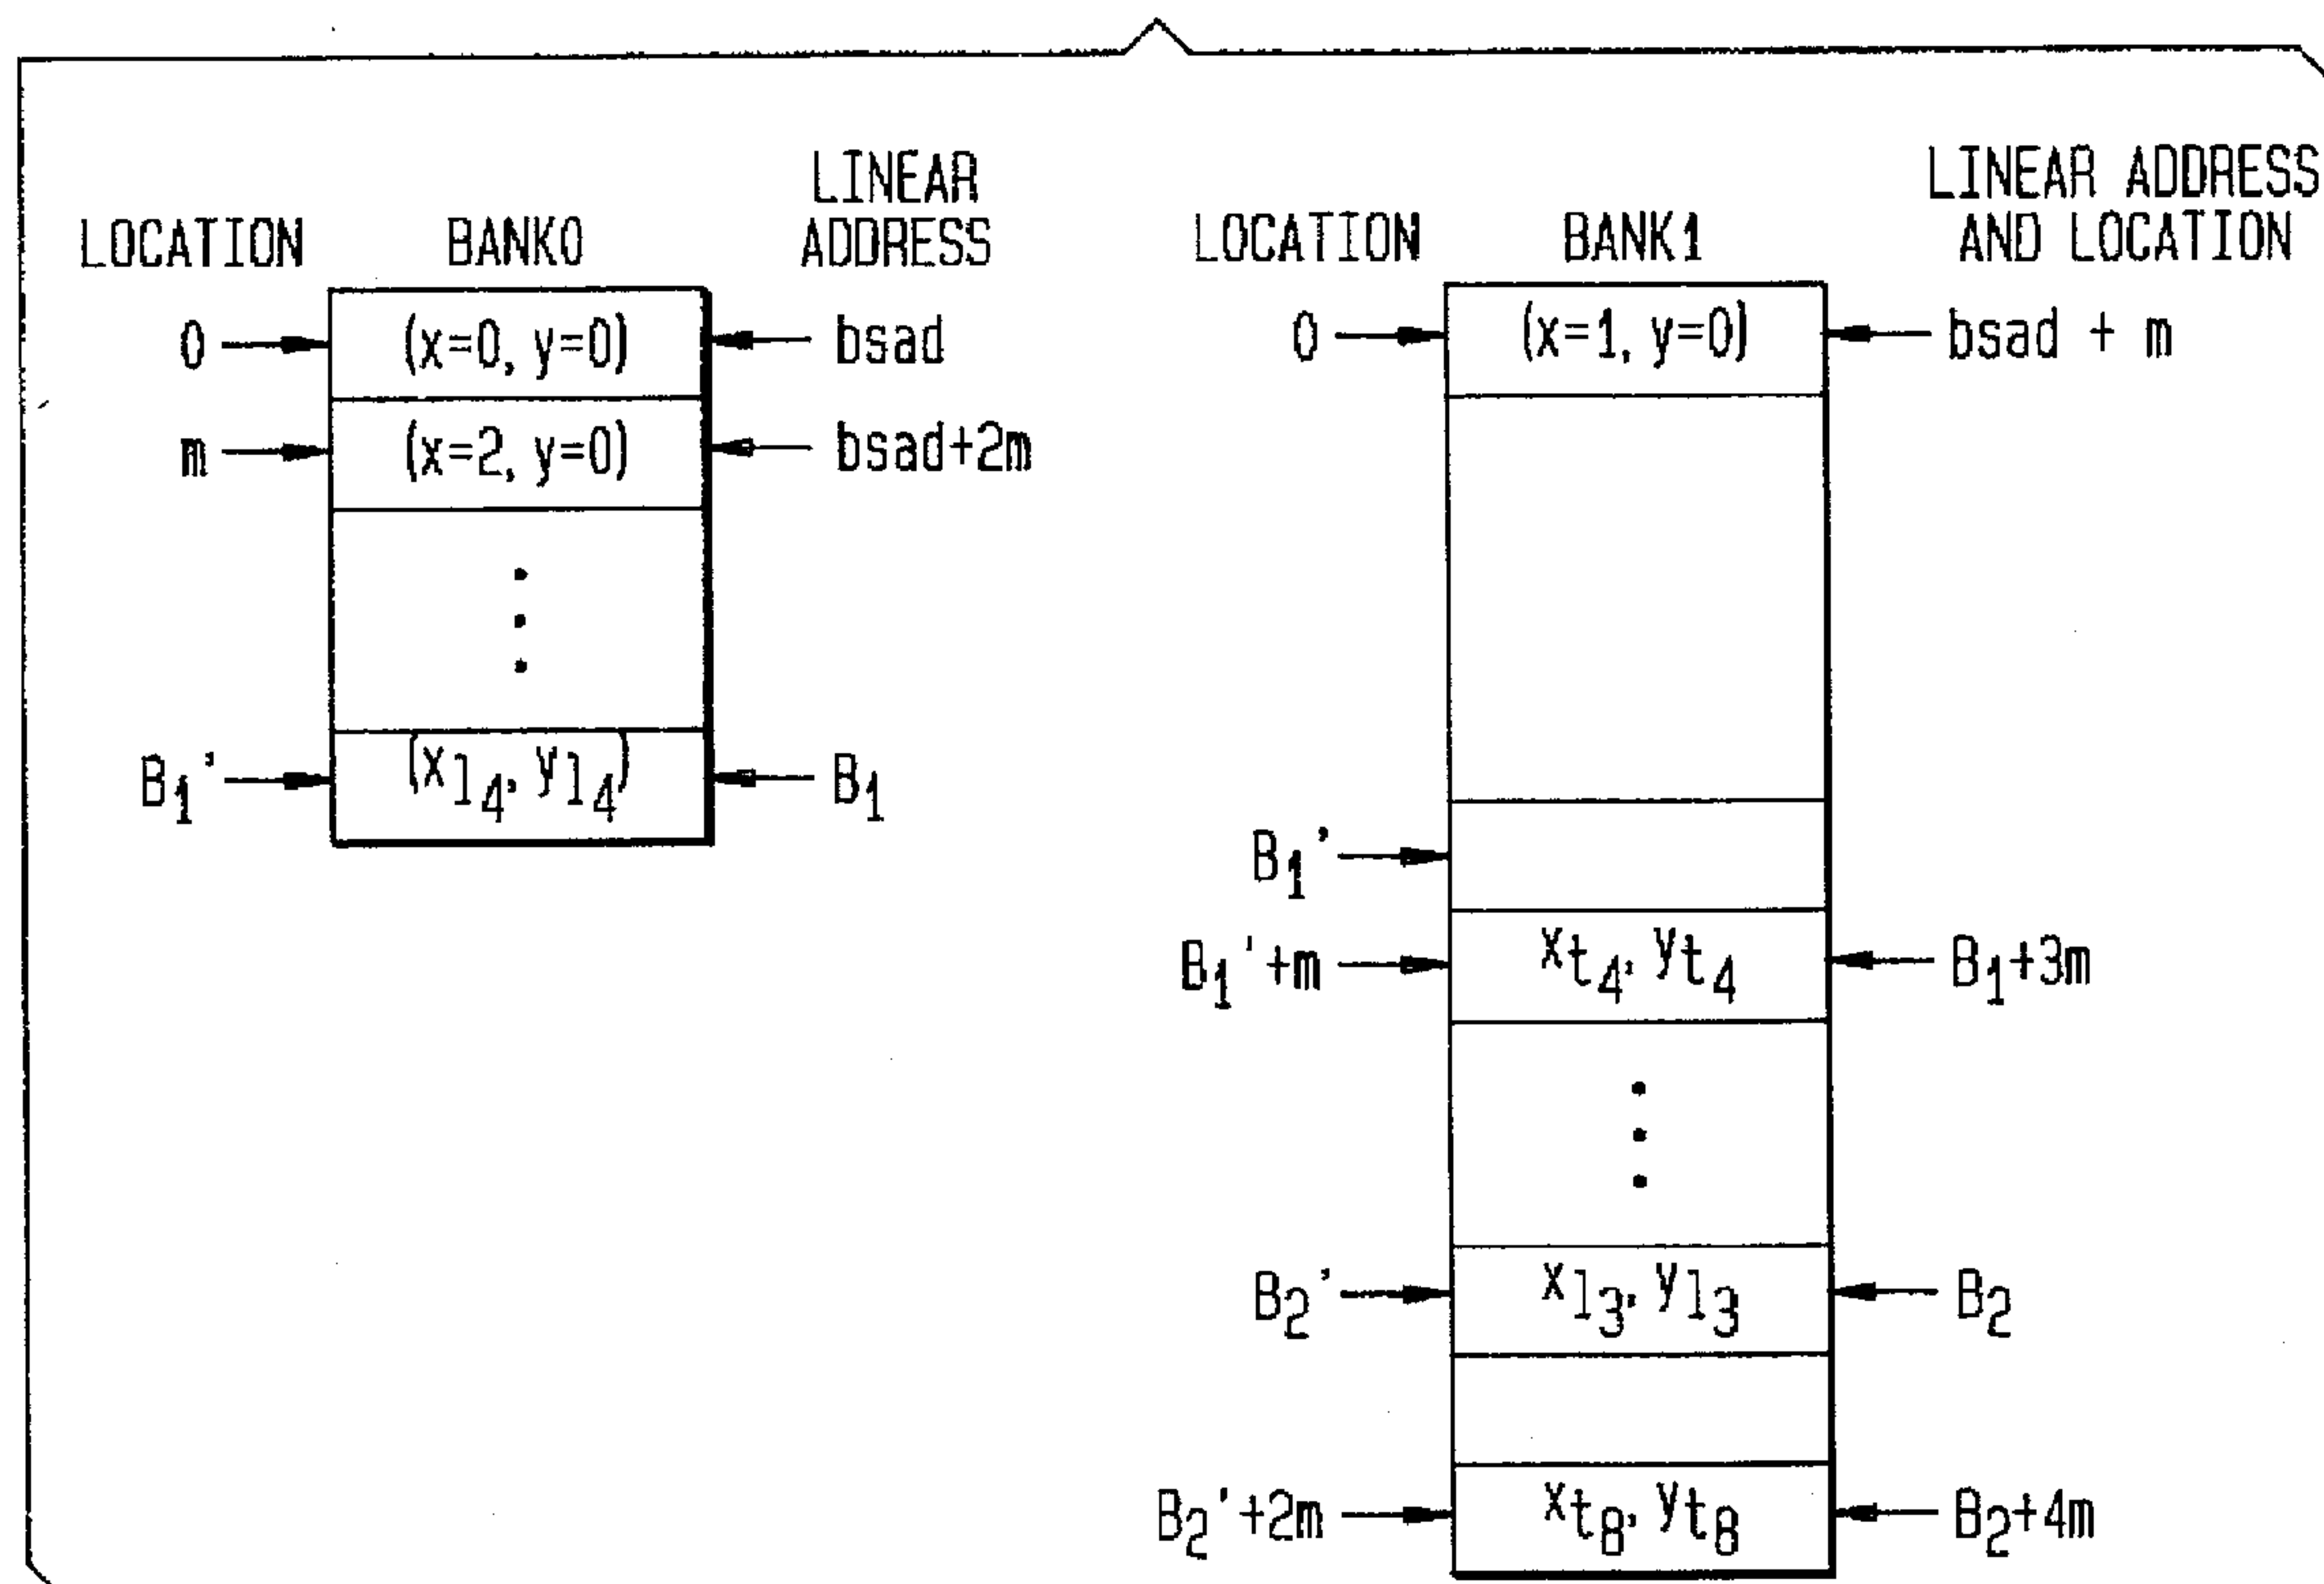 LOCATION BANK0 LINEAR ADDRESS
0 (x=0, y=0) bsad
m (x=2, y=0) bsad+2m
B₁' (x₁₄, y₁₄) B₁
LOCATION BANK1 LINEAR ADDRESS AND LOCATION
0 (x=1, y=0) bsad + m
B₁'
B₁'+m xt₄, yt₄ B₁+3m
B₂' x₁₃, y₁₃ B₂
B₂'+2m xt₈, yt₈ B₂+4m